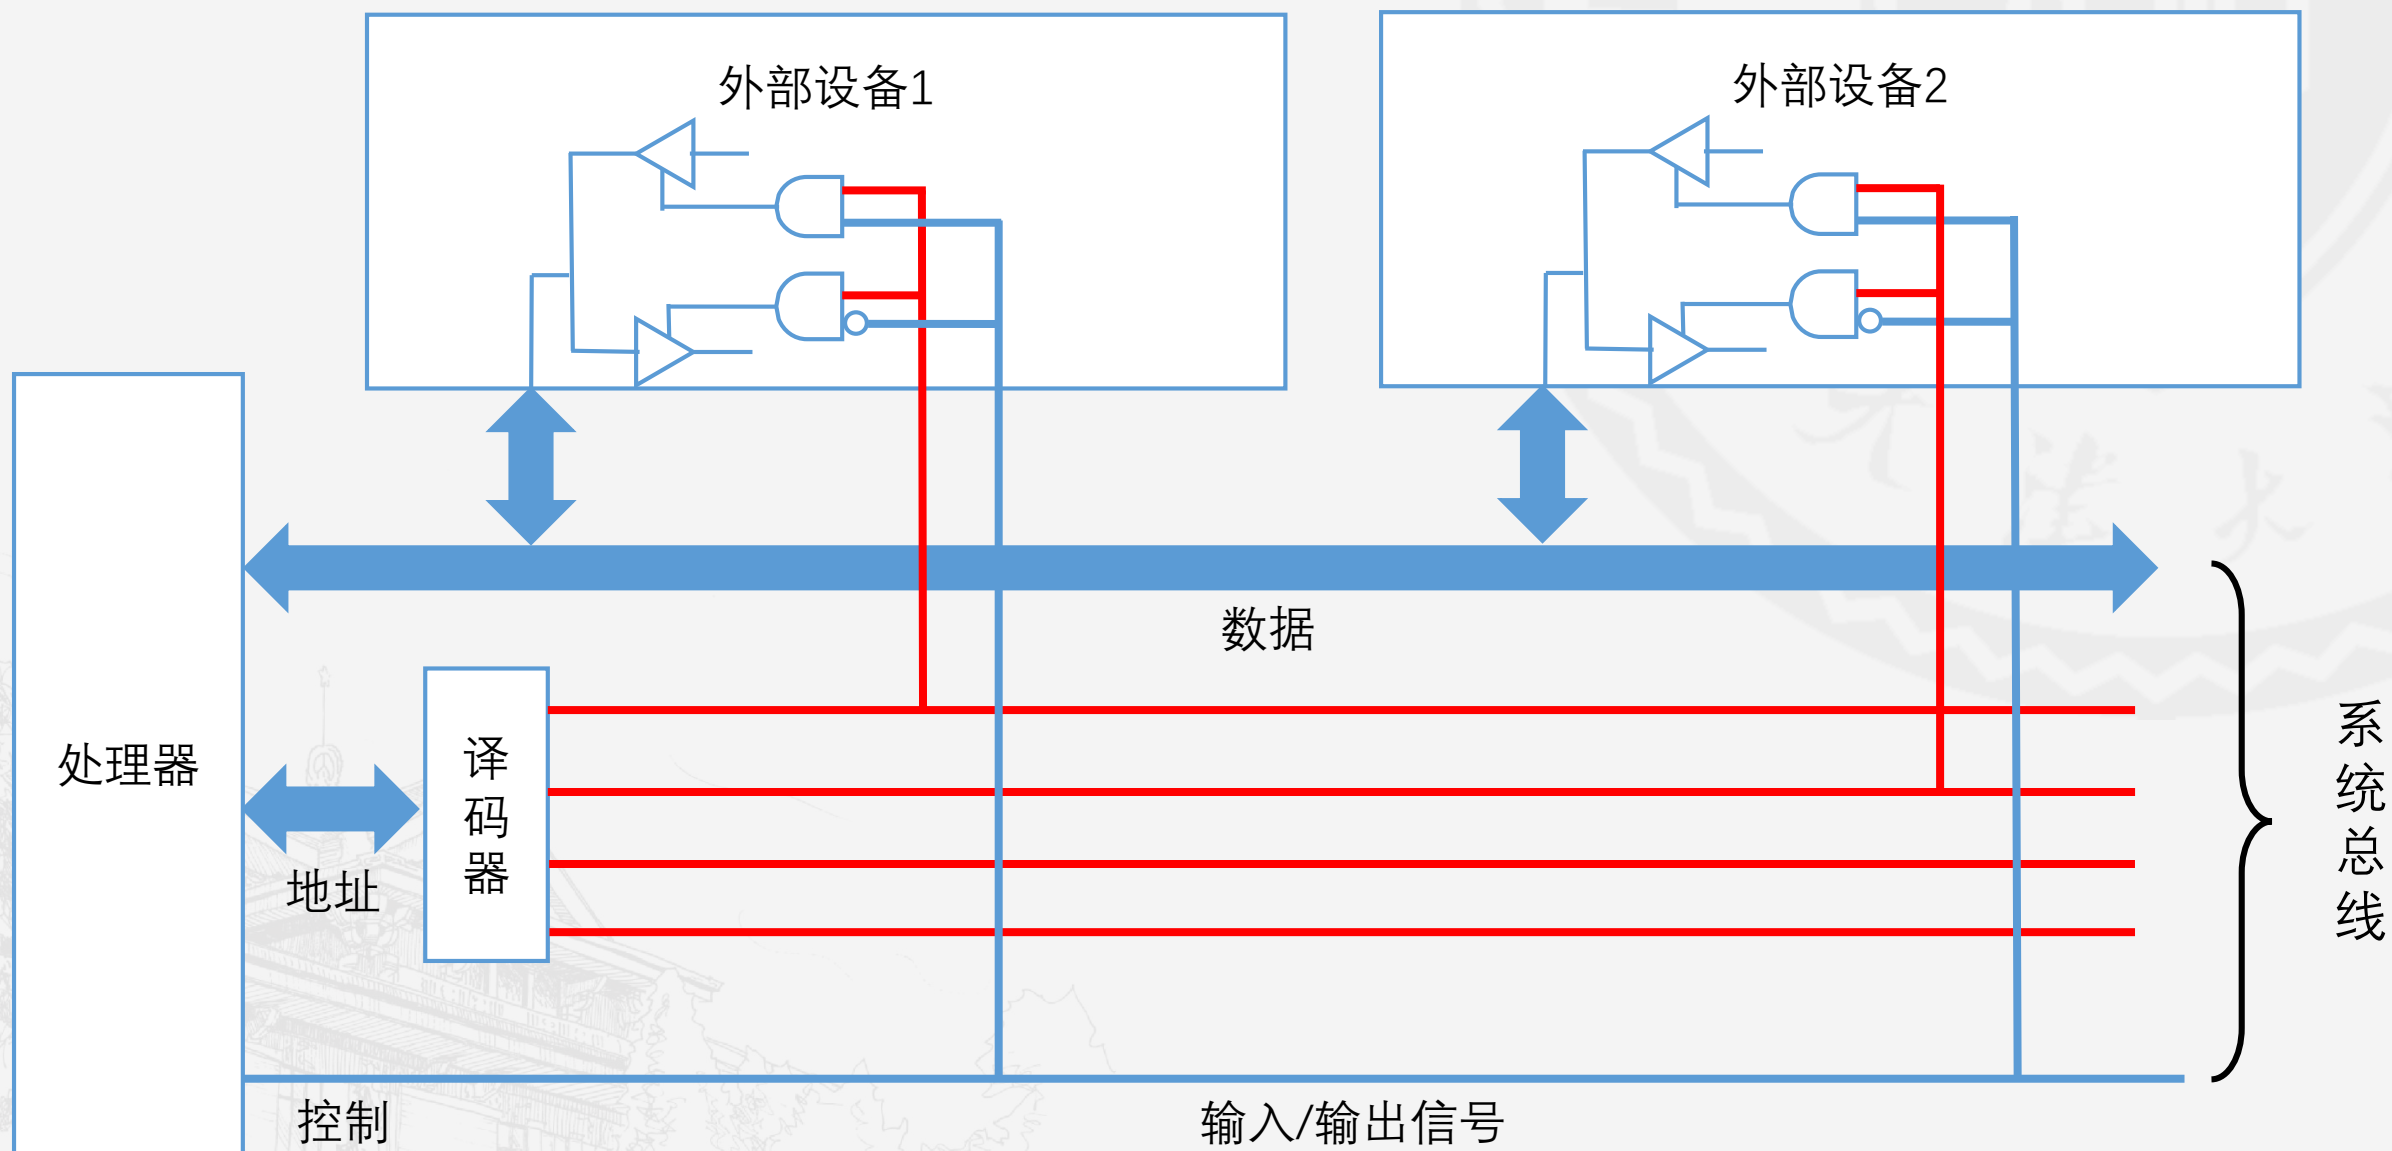 外部设备1
外部设备2
数据
处理器
译码器
地址
系统总线
控制
输入/输出信号